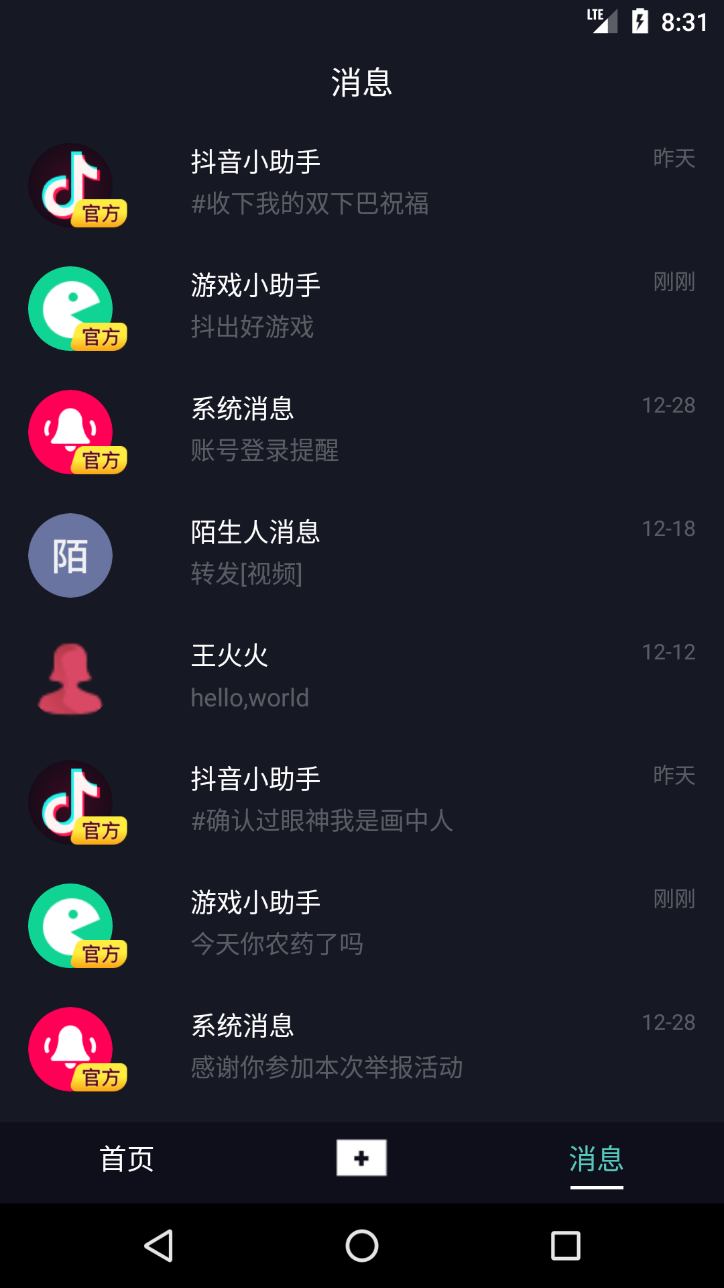 LTE 8:31
消息
抖音小助手 昨天
官方 #收下我的双下巴祝福
游戏小助手 刚刚
官方 抖出好游戏
系统消息 12-28
官方 账号登录提醒
陌 陌生人消息 12-18
转发[视频]
王火火 12-12
hello,world
抖音小助手 昨天
官方 #确认过眼神我是画中人
游戏小助手 刚刚
官方 今天你农药了吗
系统消息 12-28
官方 感谢你参加本次举报活动
首页 消息